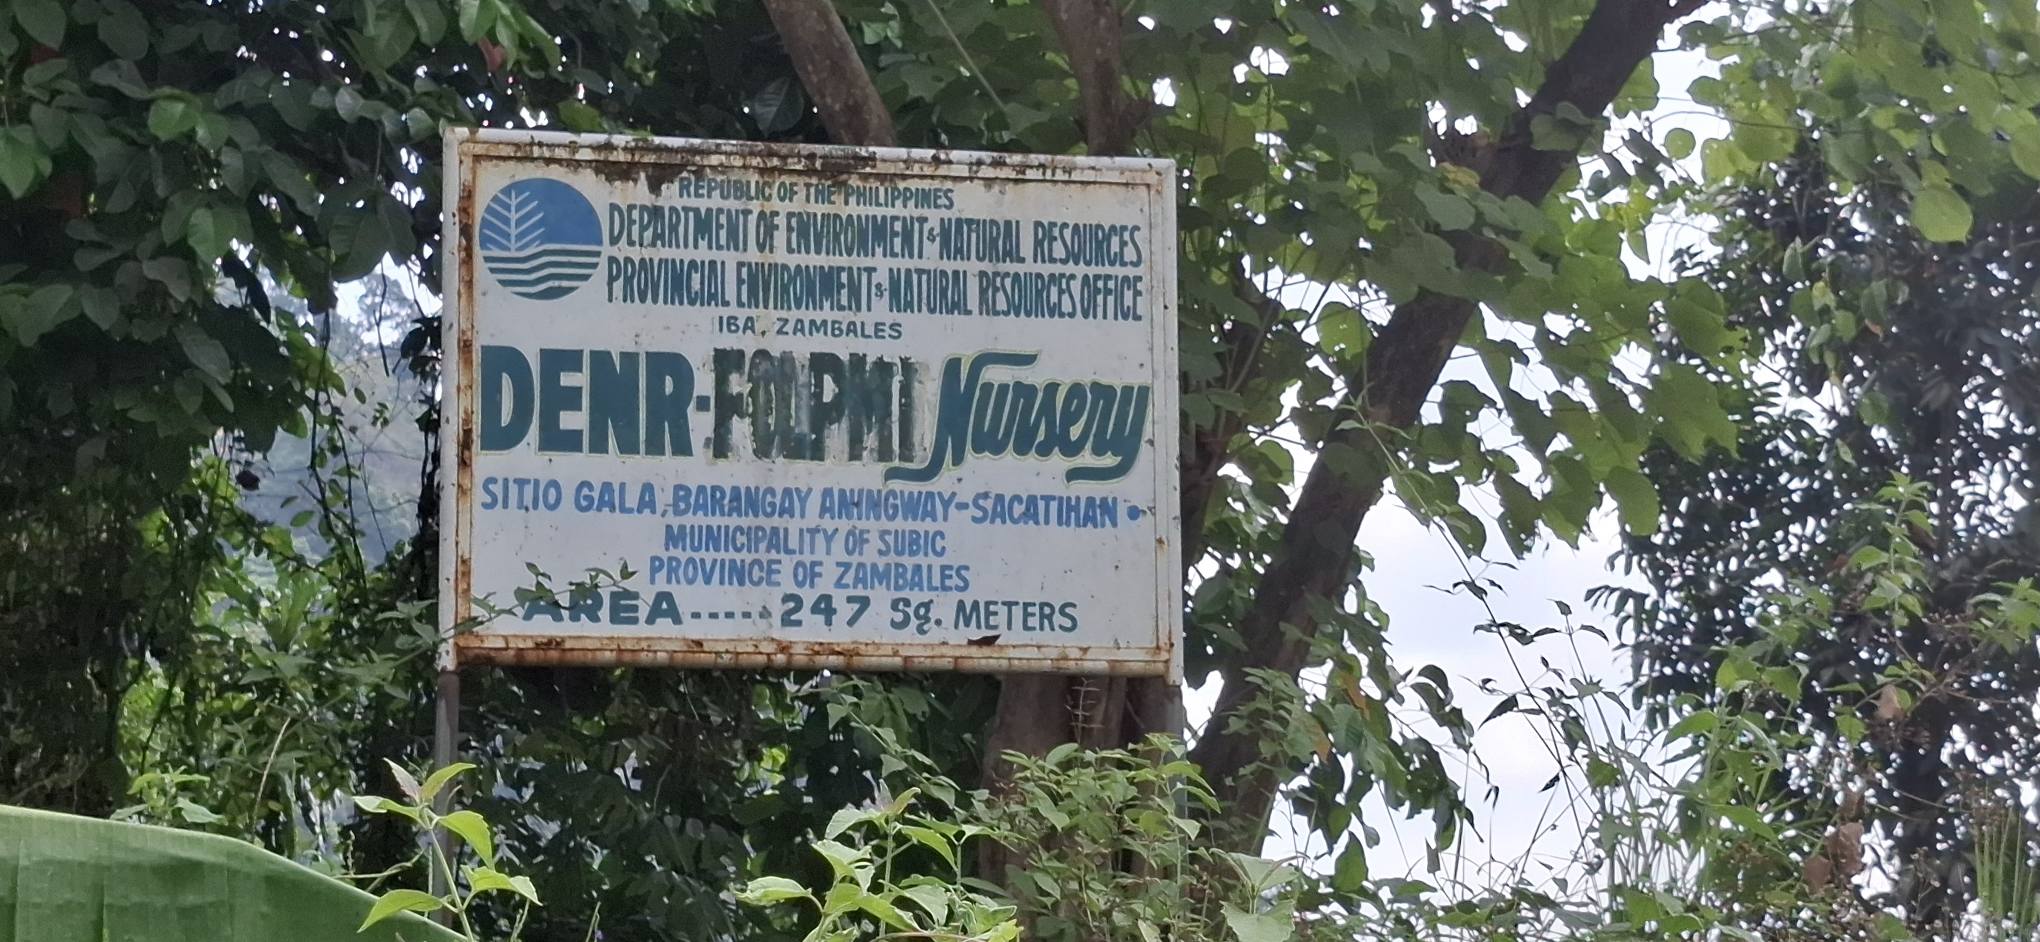 REPUBLIC OF THE PHILIPPINES
DEPARTMENT OF ENVIRONMENT & NATURAL RESOURCES
PROVINCIAL ENVIRONMENT & NATURAL RESOURCES OFFICE
IBA, ZAMBALES
DENR- Nursery
SITIO GALA, BARANGAY ANINGWAY-SACATIHAN •
MUNICIPALITY OF SUBIC
PROVINCE OF ZAMBALES
AREA ----- 247 Sq. METERS